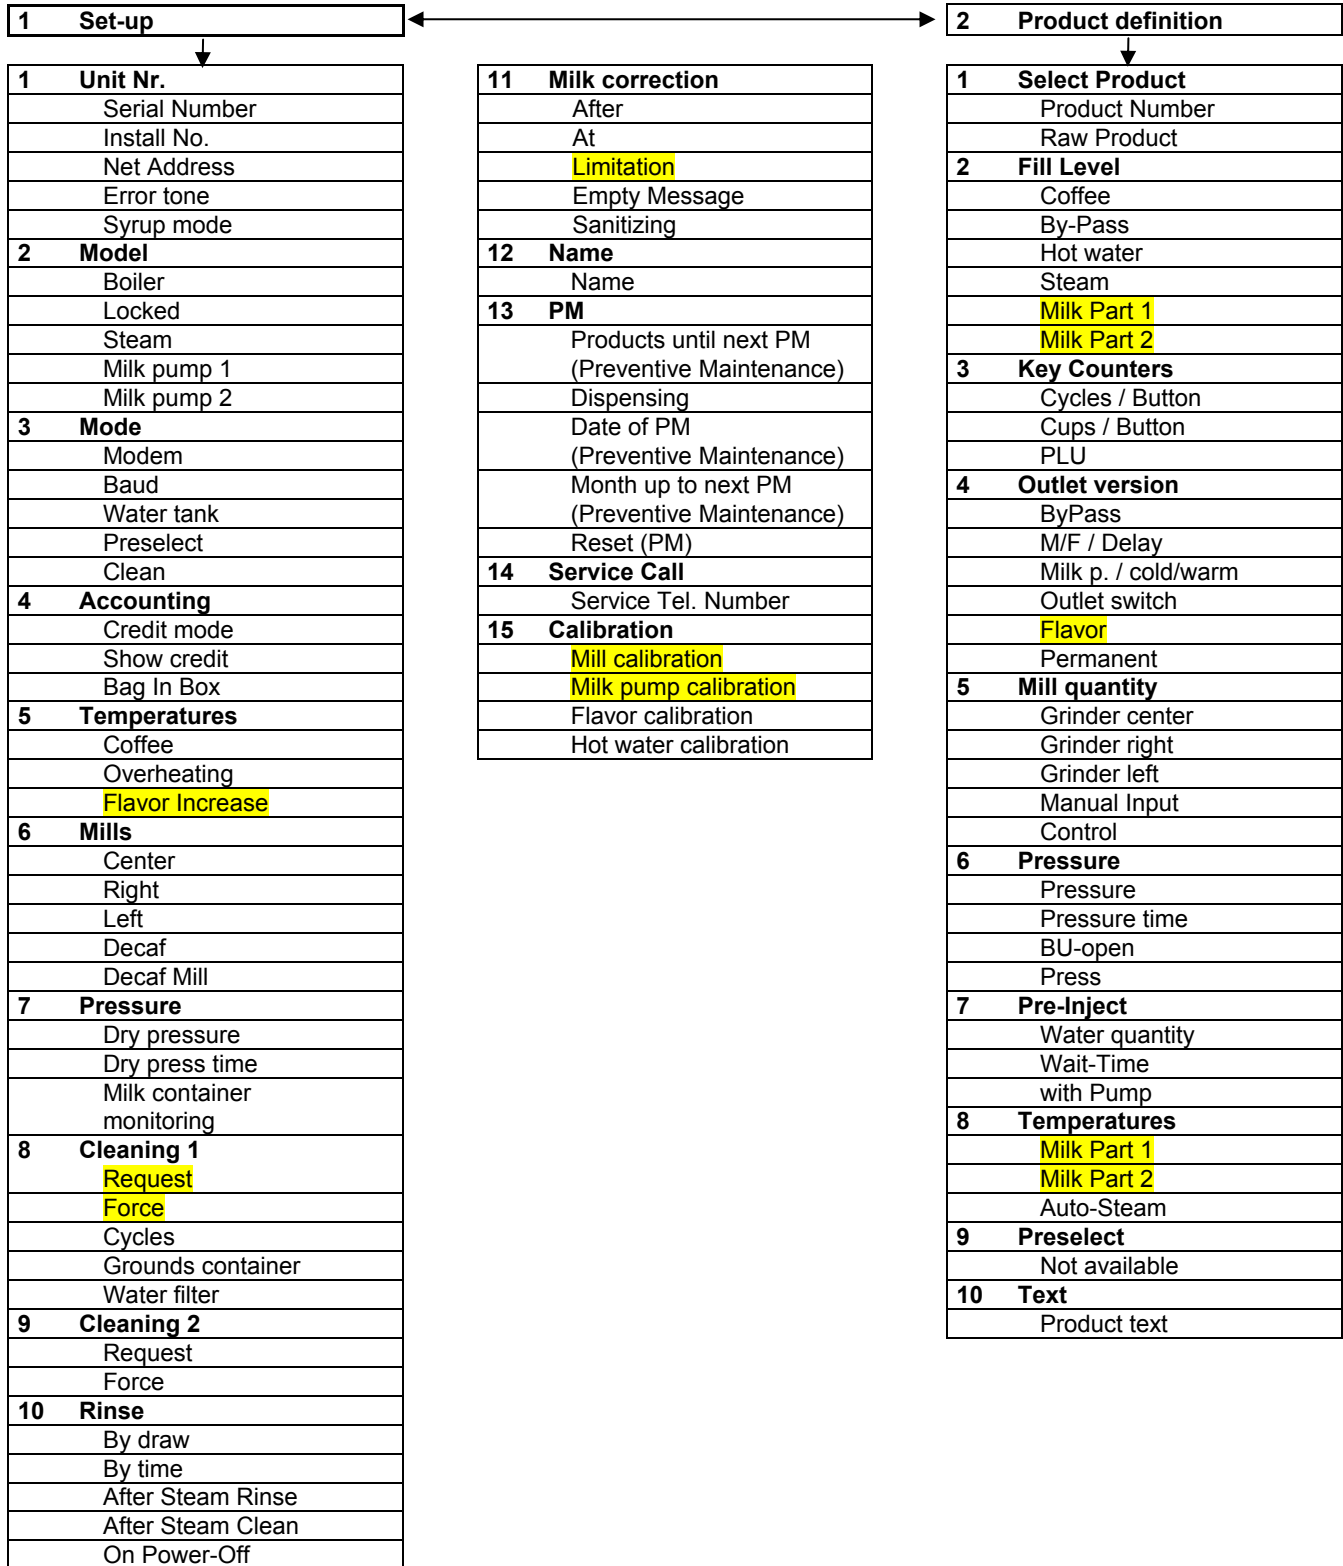 1 Set-up
1 Unit Nr.
Serial Number
Install No.
Net Address
Error tone
Syrup mode
2 Model
Boiler
Locked
Steam
Milk pump 1
Milk pump 2
3 Mode
Modem
Baud
Water tank
Preselect
Clean
4 Accounting
Credit mode
Show credit
Bag In Box
5 Temperatures
Coffee
Overheating
Flavor Increase
6 Mills
Center
Right
Left
Decaf
Decaf Mill
7 Pressure
Dry pressure
Dry press time
Milk container
monitoring
8 Cleaning 1
Request
Force
Cycles
Grounds container
Water filter
9 Cleaning 2
Request
Force
10 Rinse
By draw
By time
After Steam Rinse
After Steam Clean
On Power-Off
11 Milk correction
After
At
Limitation
Empty Message
Sanitizing
12 Name
Name
13 PM
Products until next PM
(Preventive Maintenance)
Dispensing
Date of PM
(Preventive Maintenance)
Month up to next PM
(Preventive Maintenance)
Reset (PM)
14 Service Call
Service Tel. Number
15 Calibration
Mill calibration
Milk pump calibration
Flavor calibration
Hot water calibration
2 Product definition
1 Select Product
Product Number
Raw Product
2 Fill Level
Coffee
By-Pass
Hot water
Steam
Milk Part 1
Milk Part 2
3 Key Counters
Cycles / Button
Cups / Button
PLU
4 Outlet version
ByPass
M/F / Delay
Milk p. / cold/warm
Outlet switch
Flavor
Permanent
5 Mill quantity
Grinder center
Grinder right
Grinder left
Manual Input
Control
6 Pressure
Pressure
Pressure time
BU-open
Press
7 Pre-Inject
Water quantity
Wait-Time
with Pump
8 Temperatures
Milk Part 1
Milk Part 2
Auto-Steam
9 Preselect
Not available
10 Text
Product text